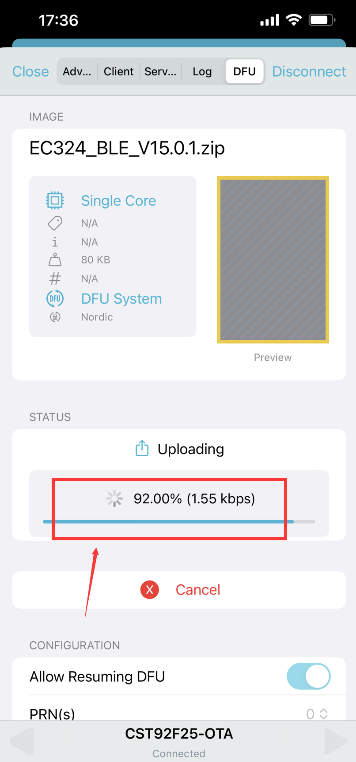 17:36
Close Adv... Client Serv... Log DFU Disconnect
IMAGE
EC324_BLE_V15.0.1.zip
Single Core
N/A
N/A
80 KB
N/A
DFU System
Nordic
Preview
STATUS
Uploading
92.00% (1.55 kbps)
Cancel
CONFIGURATION
Allow Resuming DFU
PRN(s) 0
CST92F25-OTA
Connected